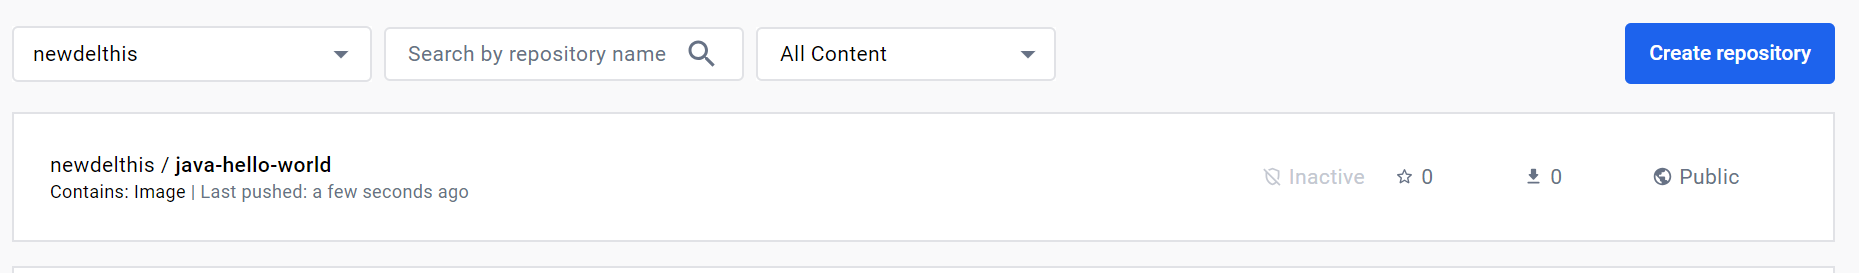 newdelthis
Search by repository name
All Content
Create repository
newdelthis / java-hello-world
Inactive
0
0
Public
Contains: Image | Last pushed: a few seconds ago